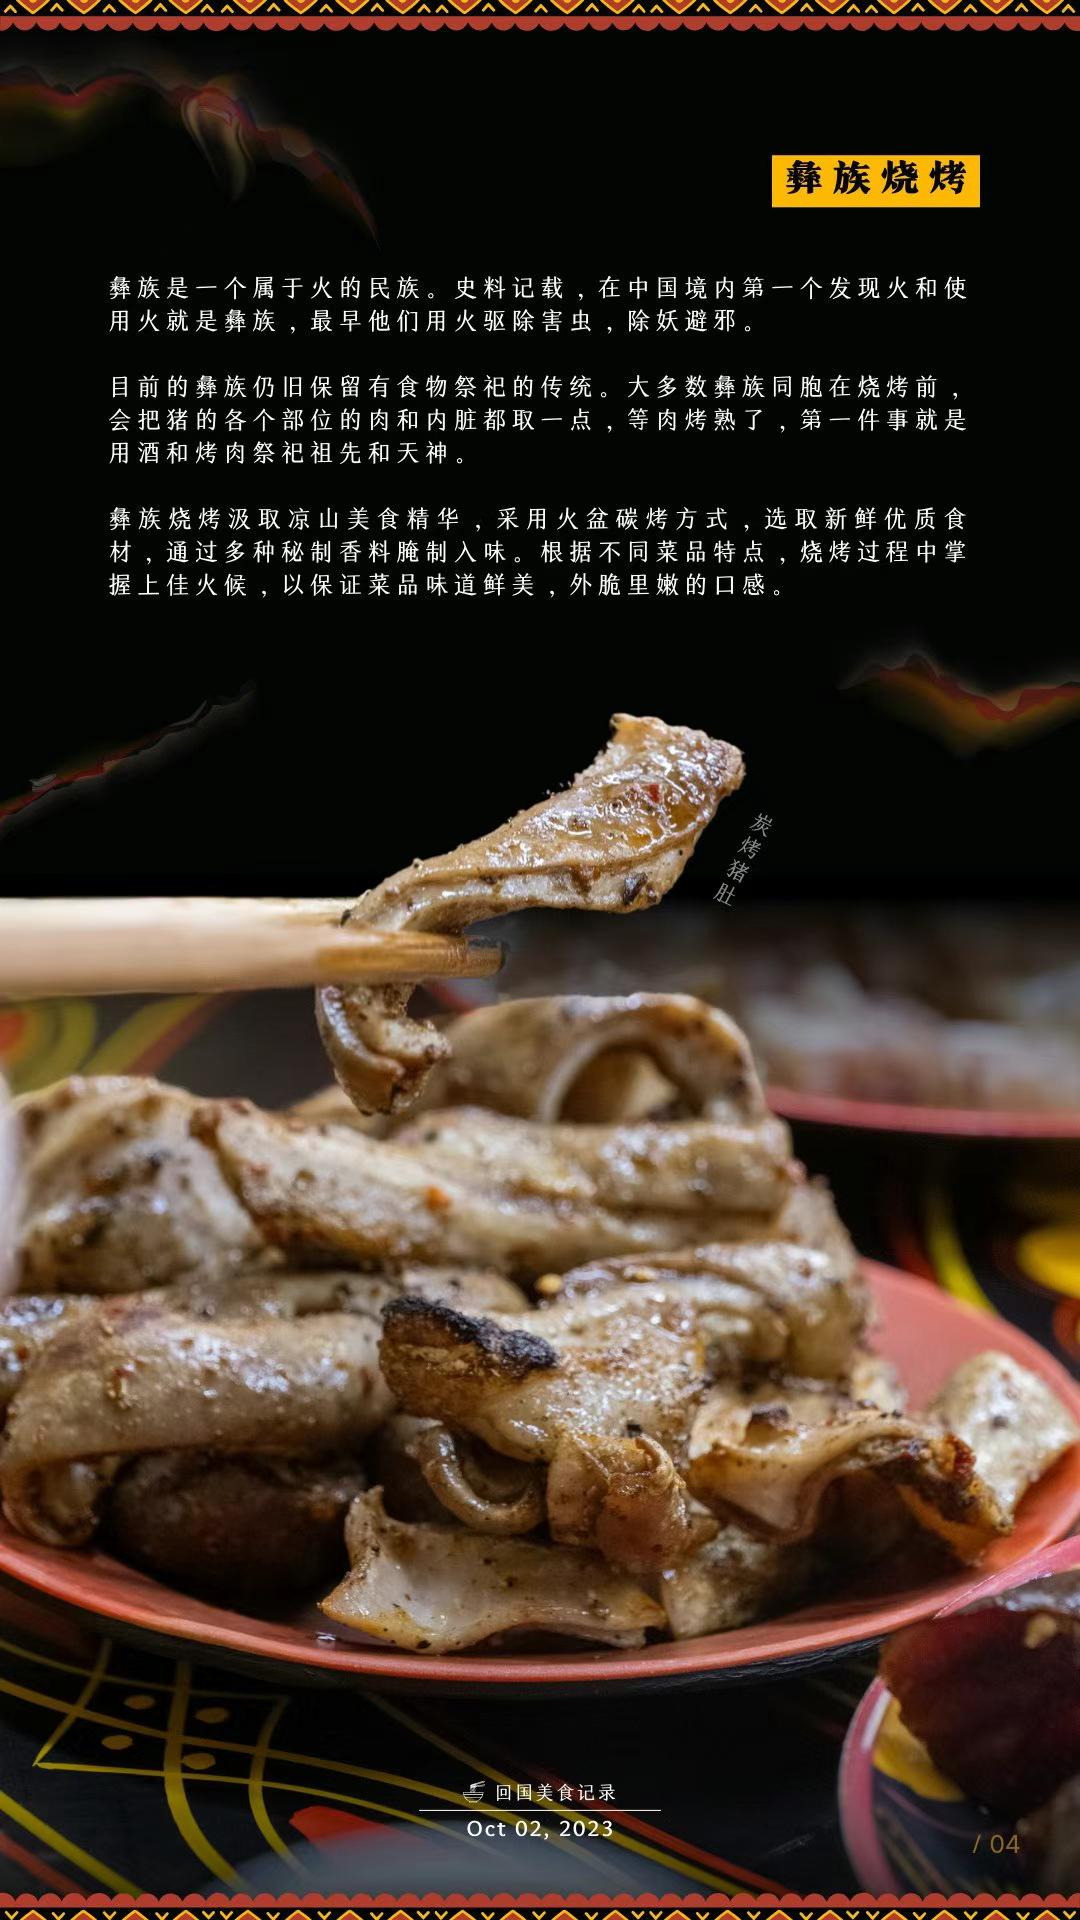 彝族烧烤
彝族是一个属于火的民族。史料记载，在中国境内第一个发现火和使
用火就是彝族，最早他们用火驱除害虫，除妖避邪。
目前的彝族仍旧保留有食物祭祀的传统。大多数彝族同胞在烧烤前，
会把猪的各个部位的肉和内脏都取一点，等肉烤熟了，第一件事就是
用酒和烤肉祭祀祖先和天神。
彝族烧烤汲取凉山美食精华，采用火盆碳烤方式，选取新鲜优质食
材，通过多种秘制香料腌制入味。根据不同菜品特点，烧烤过程中掌
握上佳火候，以保证菜品味道鲜美，外脆里嫩的口感。
炭烤猪肚
回国美食记录
Oct 02, 2023
/ 04